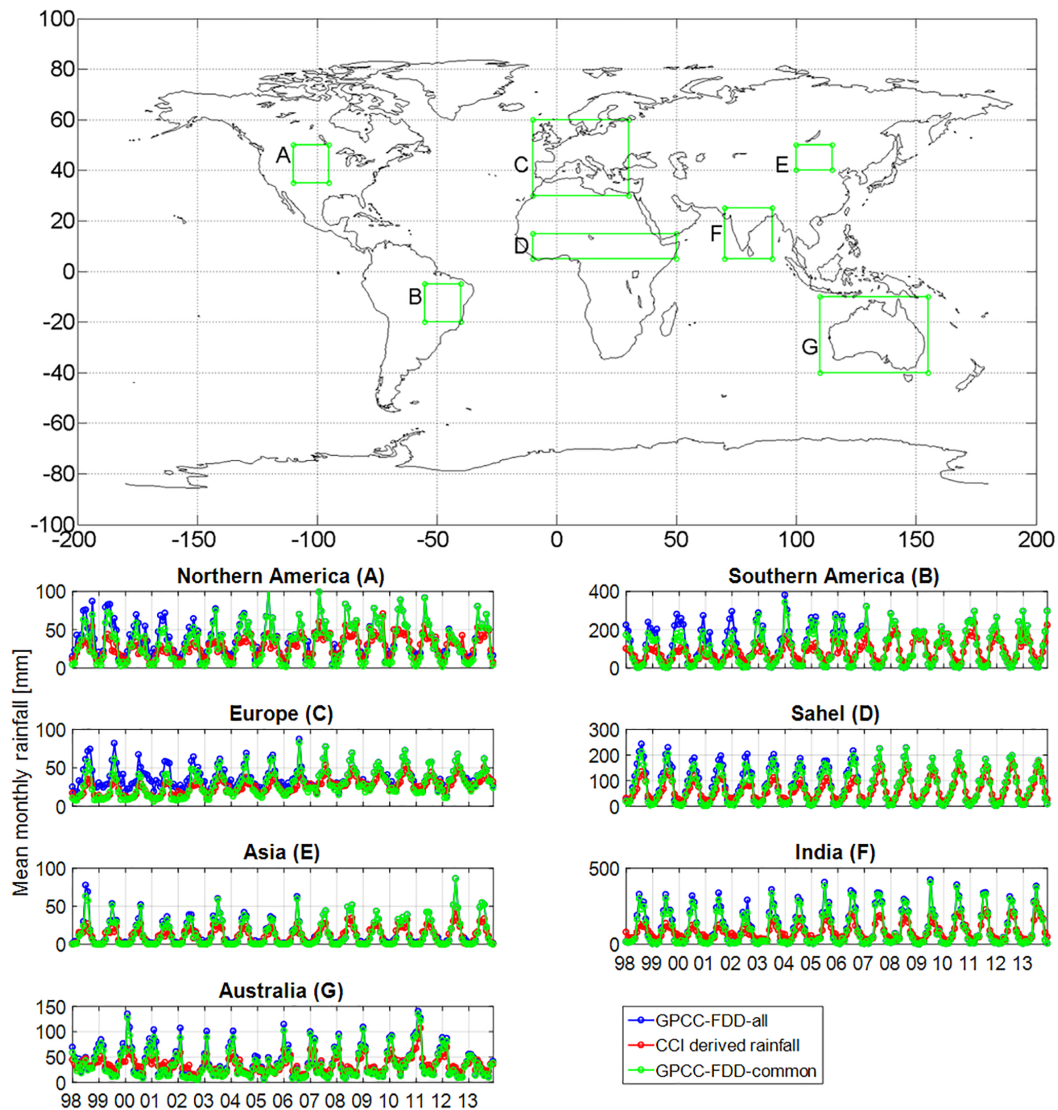 100
80
60
40
20
0
-20
-40
-60
-80
-100
-200 -150 -100 -50 0 50 100 150 200
A
B
C
D
E
F
G
Mean monthly rainfall [mm]
Northern America (A)
100
50
0
Southern America (B)
400
200
0
Europe (C)
100
50
0
Sahel (D)
300
200
100
0
Asia (E)
100
50
0
India (F)
500
0
98 99 00 01 02 03 04 05 06 07 08 09 10 11 12 13
Australia (G)
150
100
50
0
98 99 00 01 02 03 04 05 06 07 08 09 10 11 12 13
GPCC-FDD-all
CCI derived rainfall
GPCC-FDD-common